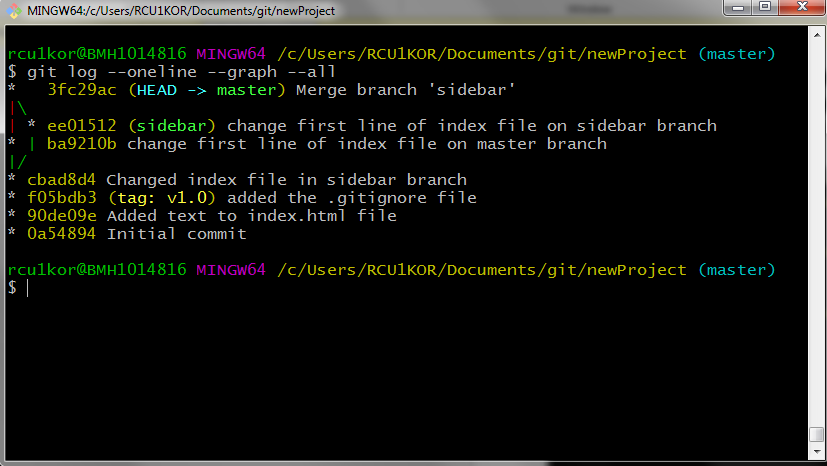 MINGW64:/c/Users/RCU1KOR/Documents/git/newProject
rcu1kor@BMH1014816 MINGW64 /c/Users/RCU1KOR/Documents/git/newProject (master)
$ git log --oneline --graph --all
*   3fc29ac (HEAD -> master) Merge branch 'sidebar'
|\
| * ee01512 (sidebar) change first line of index file on sidebar branch
* | ba9210b change first line of index file on master branch
|/
* cbad8d4 Changed index file in sidebar branch
* f05bdb3 (tag: v1.0) added the .gitignore file
* 90de09e Added text to index.html file
* 0a54894 Initial commit
rcu1kor@BMH1014816 MINGW64 /c/Users/RCU1KOR/Documents/git/newProject (master)
$